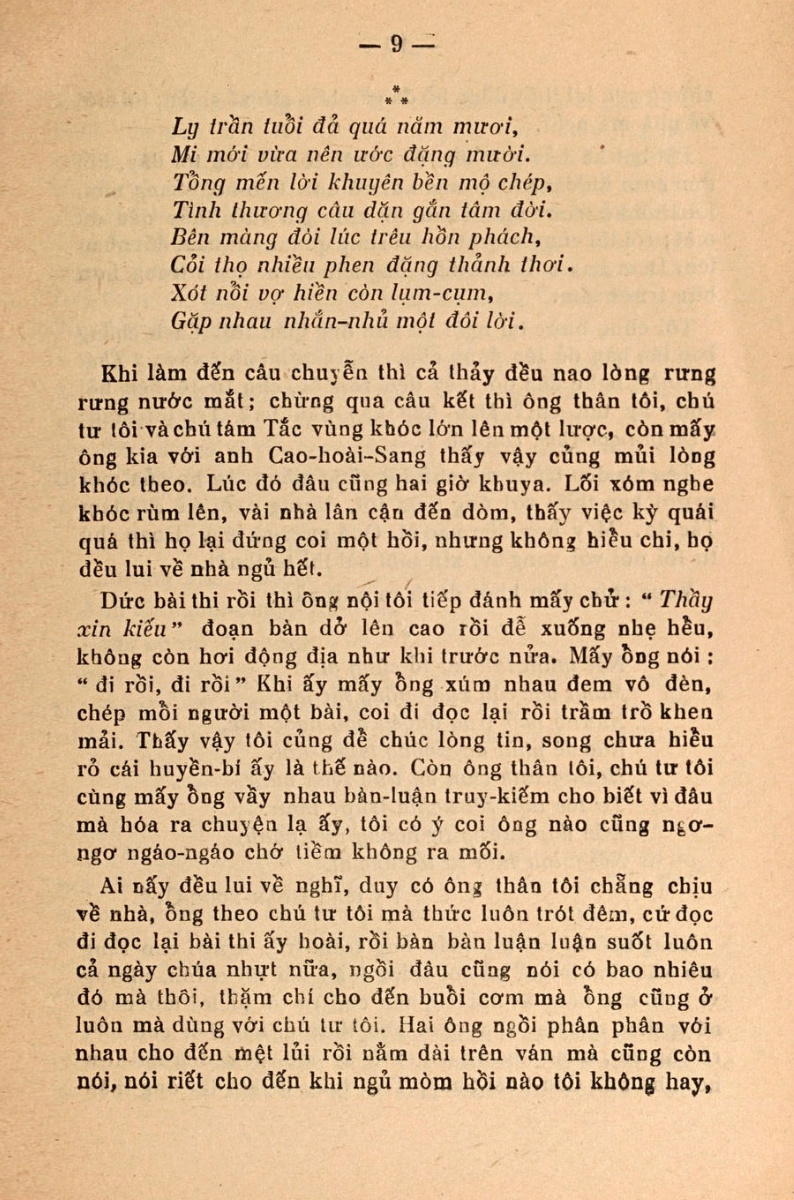 — 9 —
***
Ly trần tuổi đả quá năm mươi,
Mi mới vừa nên ước đặng mười.
Tổng mến lời khuyên bền mộ chép,
Tình thương câu dặn gắn tâm đời.
Bên màng đòi lúc trêu hồn phách,
Cỏi thọ nhiều phen đặng thảnh thơi.
Xót nồi vợ hiền còn lụm-cụm,
Gặp nhau nhắn-nhủ một đôi lời.
Khi làm đến câu chuyễn thì cả thảy đều nao lòng rưng
rưng nước mắt; chừng qua câu kết thì ông thân tôi, chú
tư tôi và chú tám Tắc vùng khóc lớn lên một lược, còn mấy
ông kia với anh Cao-hoài-Sang thấy vậy củng mủi lòng
khóc theo. Lúc đó đâu cũng hai giờ khuya. Lối xóm nghe
khóc rùm lên, vài nhà lân cận đến dòm, thấy việc kỳ quái
quá thì họ lại đứng coi một hồi, nhưng không hiểu chi, họ
đều lui về nhà ngủ hết.
Dức bài thi rồi thì ông nội tôi tiếp đánh mấy chử : “ Thầy
xin kiếu” đoạn bàn dở lên cao rồi để xuống nhẹ hều,
không còn hơi động địa như khi trước nửa. Mấy ổng nói :
“ đi rồi, đi rồi” Khi ấy mấy ổng xúm nhau đem vô đèn,
chép mồi người một bài, coi đi đọc lại rồi trầm trồ khen
mải. Thấy vậy tôi củng để chúc lòng tin, song chưa hiểu
rỏ cái huyền-bí ấy là thế nào. Còn ông thân tôi, chú tư tôi
cùng mấy ổng vầy nhau bàn-luận truy-kiếm cho biết vì đâu
mà hóa ra chuyện lạ ấy, tôi có ý coi ông nào cũng ngơ-
ngơ ngáo-ngáo chớ tiềm không ra mối.
Ai nấy đều lui về nghĩ, duy có ông thân tôi chẳng chịu
về nhà, ổng theo chú tư tôi mà thức luôn trót đêm, cứ đọc
đi đọc lại bài thi ấy hoài, rồi bàn bàn luận luận suốt luôn
cả ngày chúa nhựt nữa, ngồi đâu cũng nói có bao nhiêu
đó mà thôi, thậm chí cho đến buổi cơm mà ổng cũng ở
luôn mà dùng với chú tư tôi. Hai ông ngồi phân phân với
nhau cho đến mệt lủi rồi nằm dài trên ván mà cũng còn
nói, nói riết cho đến khi ngủ mòm hồi nào tôi không hay,